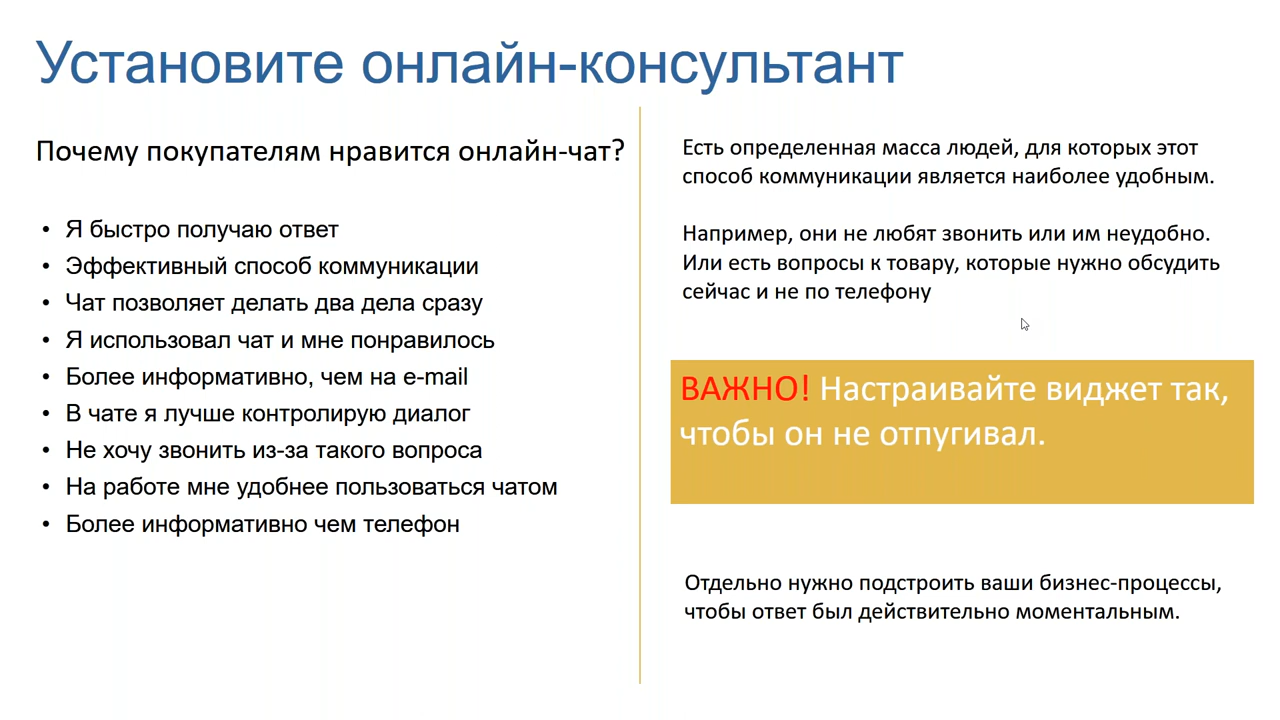 Установите онлайн-консультант
Почему покупателям нравится онлайн-чат?
• Я быстро получаю ответ
• Эффективный способ коммуникации
• Чат позволяет делать два дела сразу
• Я использовал чат и мне понравилось
• Более информативно, чем на e-mail
• В чате я лучше контролирую диалог
• Не хочу звонить из-за такого вопроса
• На работе мне удобнее пользоваться чатом
• Более информативно чем телефон
Есть определенная масса людей, для которых этот
способ коммуникации является наиболее удобным.
Например, они не любят звонить или им неудобно.
Или есть вопросы к товару, которые нужно обсудить
сейчас и не по телефону
ВАЖНО! Настраивайте виджет так,
чтобы он не отпугивал.
Отдельно нужно подстроить ваши бизнес-процессы,
чтобы ответ был действительно моментальным.